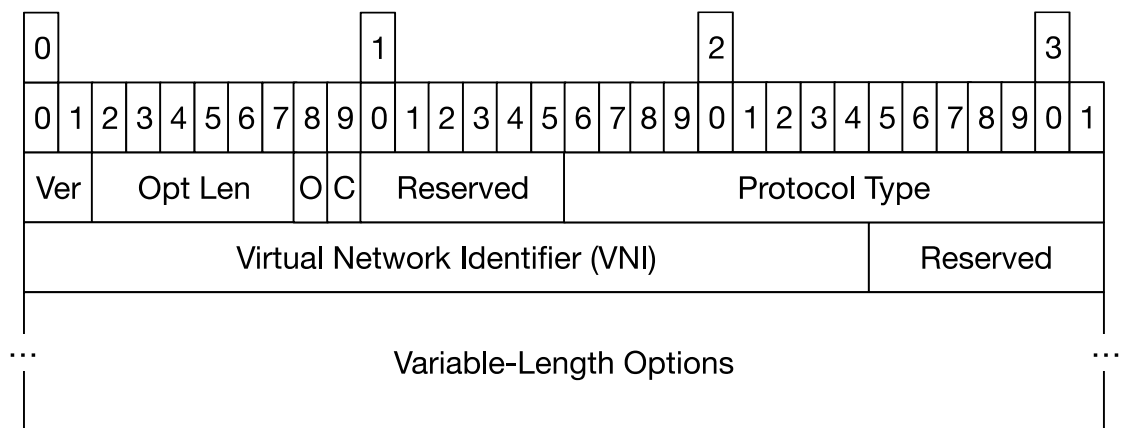 0 1 2 3
0 1 2 3 4 5 6 7 8 9 0 1 2 3 4 5 6 7 8 9 0 1 2 3 4 5 6 7 8 9 0 1
Ver Opt Len O C Reserved Protocol Type
Virtual Network Identifier (VNI) Reserved
... Variable-Length Options ...